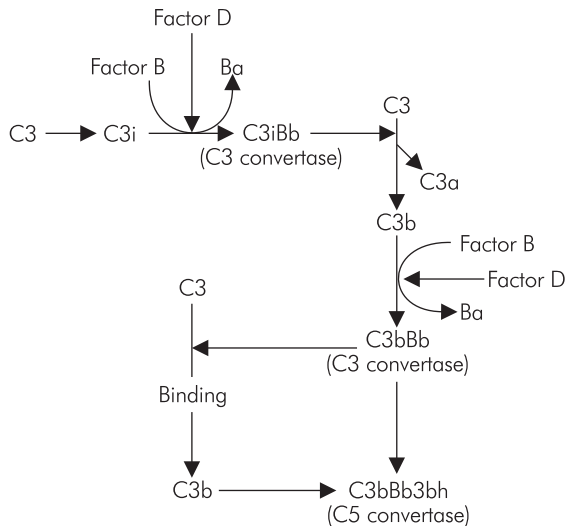 Factor D
Factor B
Ba
C3
C3i
C3iBb
(C3 convertase)
C3
C3a
C3b
Factor B
Factor D
Ba
C3
C3bBb
(C3 convertase)
Binding
C3b
C3bBb3bh
(C5 convertase)